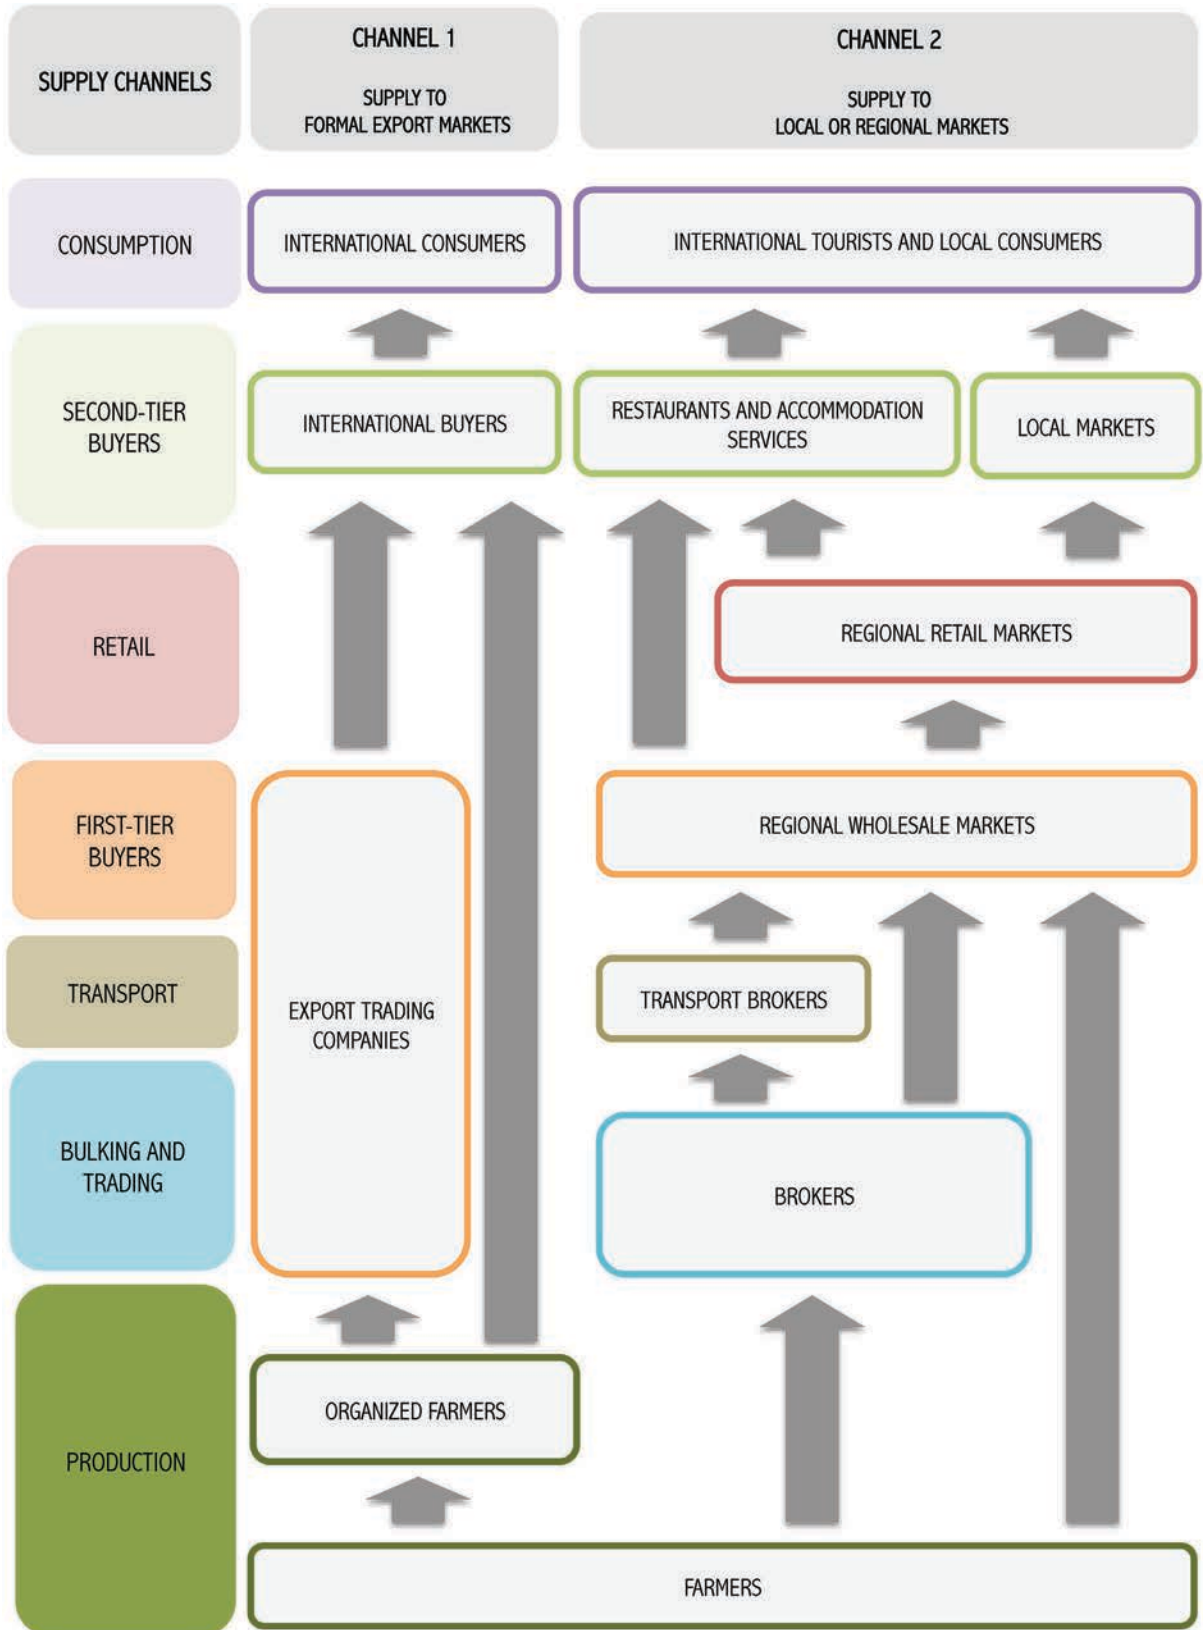 SUPPLY CHANNELS
CHANNEL 1
SUPPLY TO
FORMAL EXPORT MARKETS
CHANNEL 2
SUPPLY TO
LOCAL OR REGIONAL MARKETS
CONSUMPTION
INTERNATIONAL CONSUMERS
INTERNATIONAL TOURISTS AND LOCAL CONSUMERS
SECOND-TIER
BUYERS
INTERNATIONAL BUYERS
RESTAURANTS AND ACCOMMODATION
SERVICES
LOCAL MARKETS
RETAIL
REGIONAL RETAIL MARKETS
FIRST-TIER
BUYERS
REGIONAL WHOLESALE MARKETS
TRANSPORT
EXPORT TRADING
COMPANIES
TRANSPORT BROKERS
BULKING AND
TRADING
BROKERS
PRODUCTION
ORGANIZED FARMERS
FARMERS